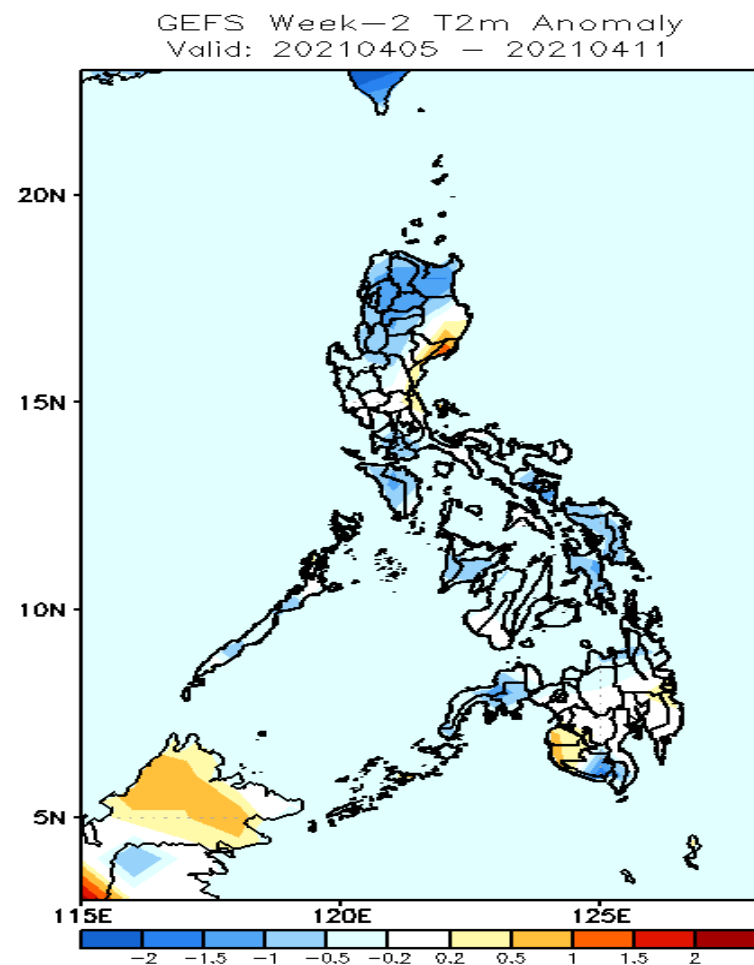 GEFS Week-2 T2m Anomaly
Valid: 20210405 - 20210411
20N
15N
10N
5N
115E 120E 125E
-2 -1.5 -1 -0.5 -0.2 0.2 0.5 1 1.5 2